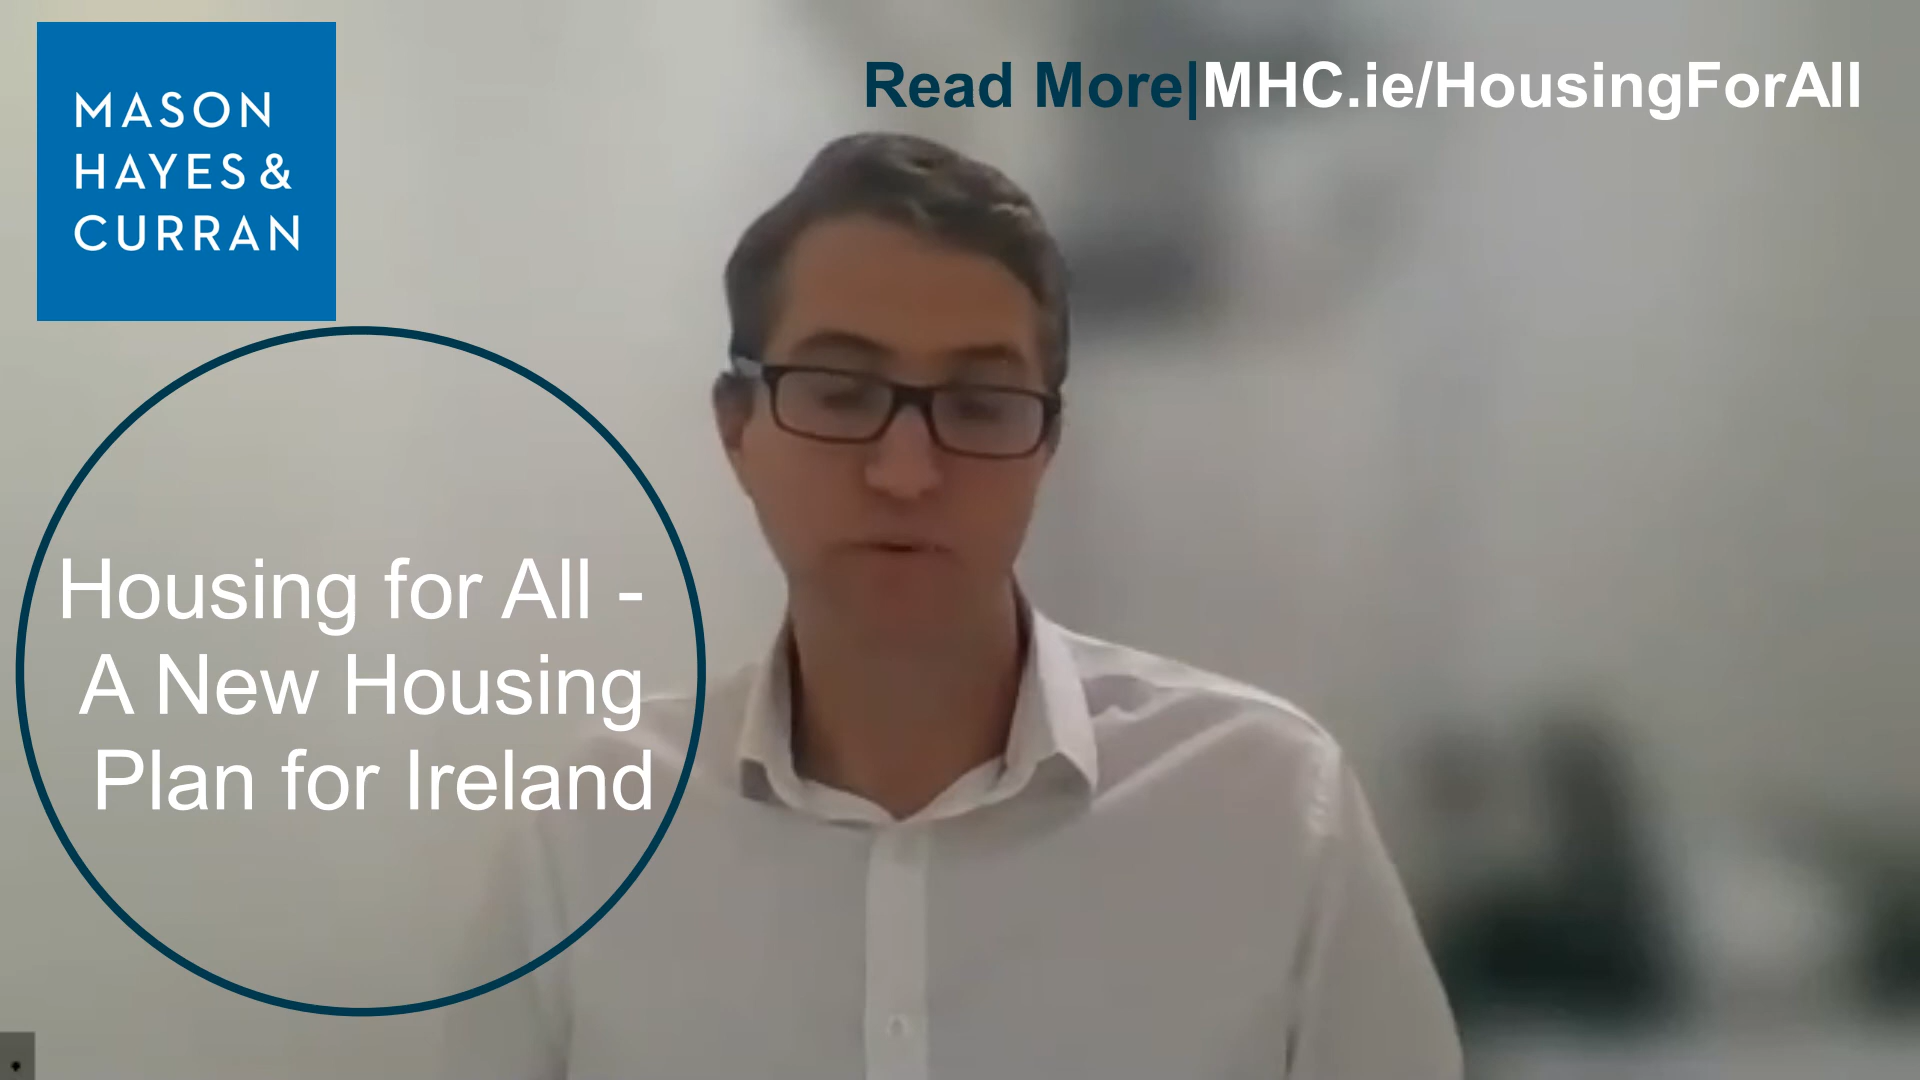 MASON
HAYES &
CURRAN
Read More|MHC.ie/HousingForAll
Housing for All -
A New Housing
Plan for Ireland